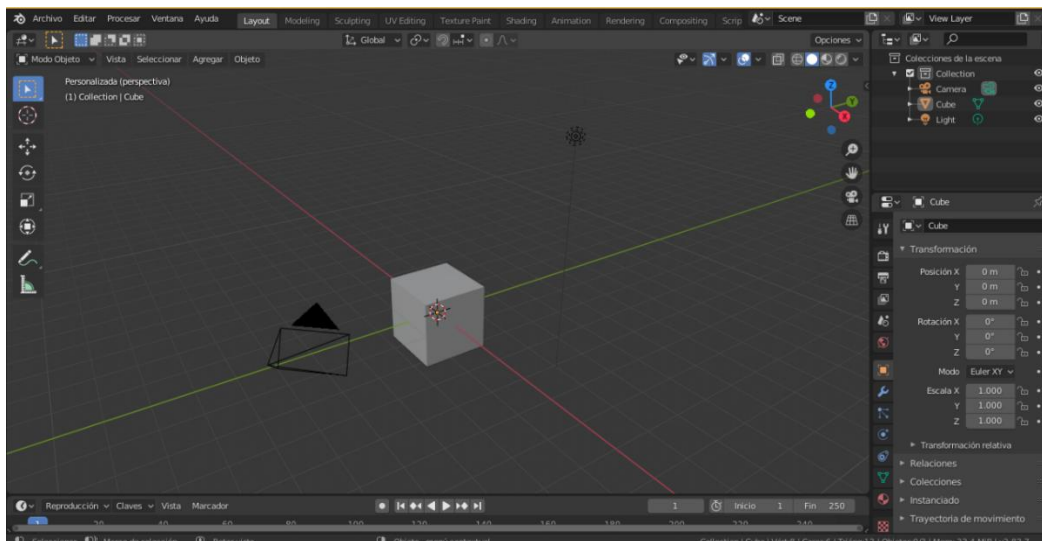 Archivo Editar Procesar Ventana Ayuda Layout Modeling Sculpting UV Editing Texture Paint Shading Animation Rendering Compositing Scrip Scene View Layer
Global Opciones
Modo Objeto Vista Seleccionar Agregar Objeto
Personalizada (perspectiva)
(1) Collection | Cube
Z
Y
X
Colecciones de la escena
Collection
Camera
Cube
Light
Cube
Cube
Transformación
Posición X 0 m
Y 0 m
Z 0 m
Rotación X 0°
Y 0°
Z 0°
Modo Euler XY
Escala X 1.000
Y 1.000
Z 1.000
Transformación relativa
Relaciones
Colecciones
Instanciado
Trayectoria de movimiento
Reproducción Claves Vista Marcador 1 Inicio 1 Fin 250